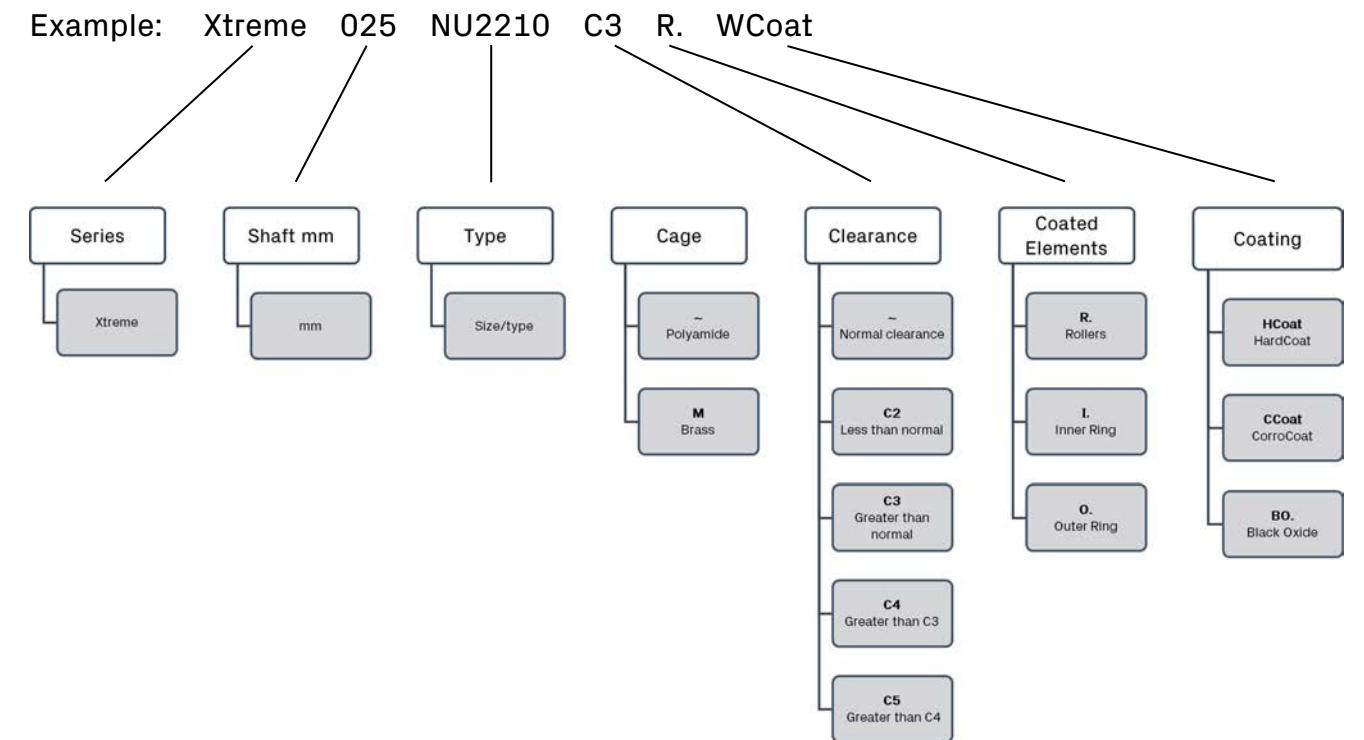 Example: Xtreme 025 NU2210 C3 R. WCoat
Series
Xtreme
Shaft mm
mm
Type
Size/type
Cage
~
Polyamide
M
Brass
Clearance
~
Normal clearance
C2
Less than normal
C3
Greater than
normal
C4
Greater than C3
C5
Greater than C4
Coated
Elements
R.
Rollers
I.
Inner Ring
O.
Outer Ring
Coating
HCoat
HardCoat
CCoat
CorroCoat
BO.
Black Oxide